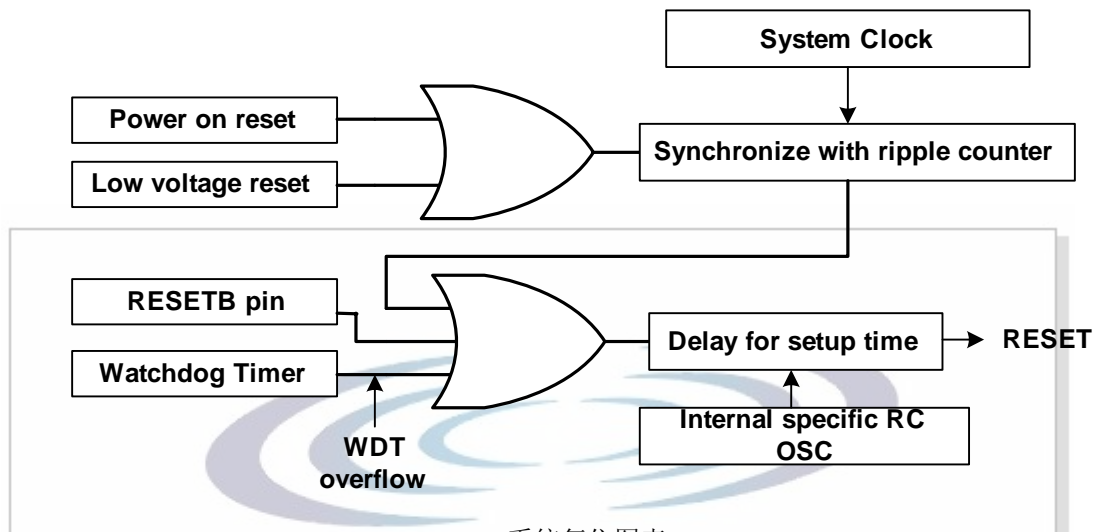 System Clock
Power on reset
Synchronize with ripple counter
Low voltage reset
RESETB pin
Delay for setup time
RESET
Watchdog Timer
Internal specific RC
OSC
WDT
overflow